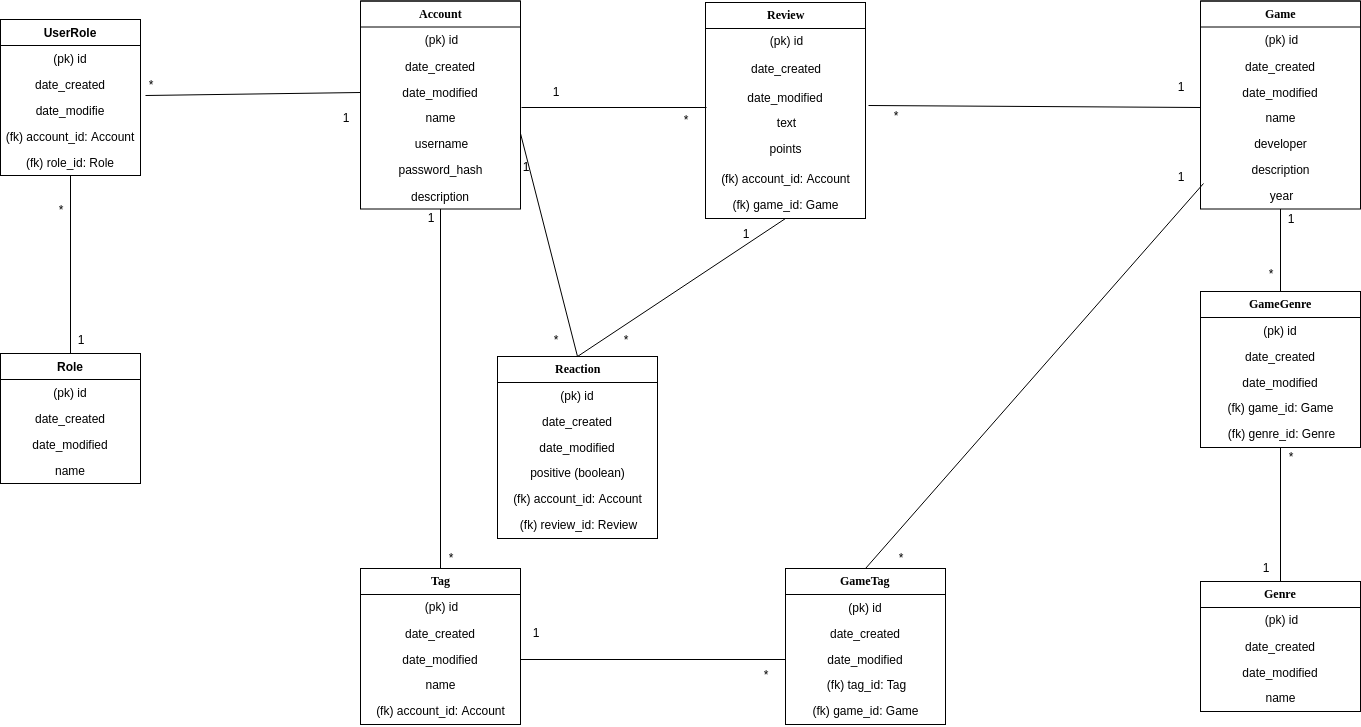 UserRole
(pk) id
date_created
date_modifie
(fk) account_id: Account
(fk) role_id: Role
*
1
Account
(pk) id
date_created
date_modified
name
username
password_hash
description
1
*
Review
(pk) id
date_created
date_modified
text
points
(fk) account_id: Account
(fk) game_id: Game
*
1
Game
(pk) id
date_created
date_modified
name
developer
description
year
1
1
1
1
*
1
*
*
1
Role
(pk) id
date_created
date_modified
name
*
*
Reaction
(pk) id
date_created
date_modified
positive (boolean)
(fk) account_id: Account
(fk) review_id: Review
GameGenre
(pk) id
date_created
date_modified
(fk) game_id: Game
(fk) genre_id: Genre
*
1
*
Tag
(pk) id
date_created
date_modified
name
(fk) account_id: Account
1
*
*
GameTag
(pk) id
date_created
date_modified
(fk) tag_id: Tag
(fk) game_id: Game
Genre
(pk) id
date_created
date_modified
name